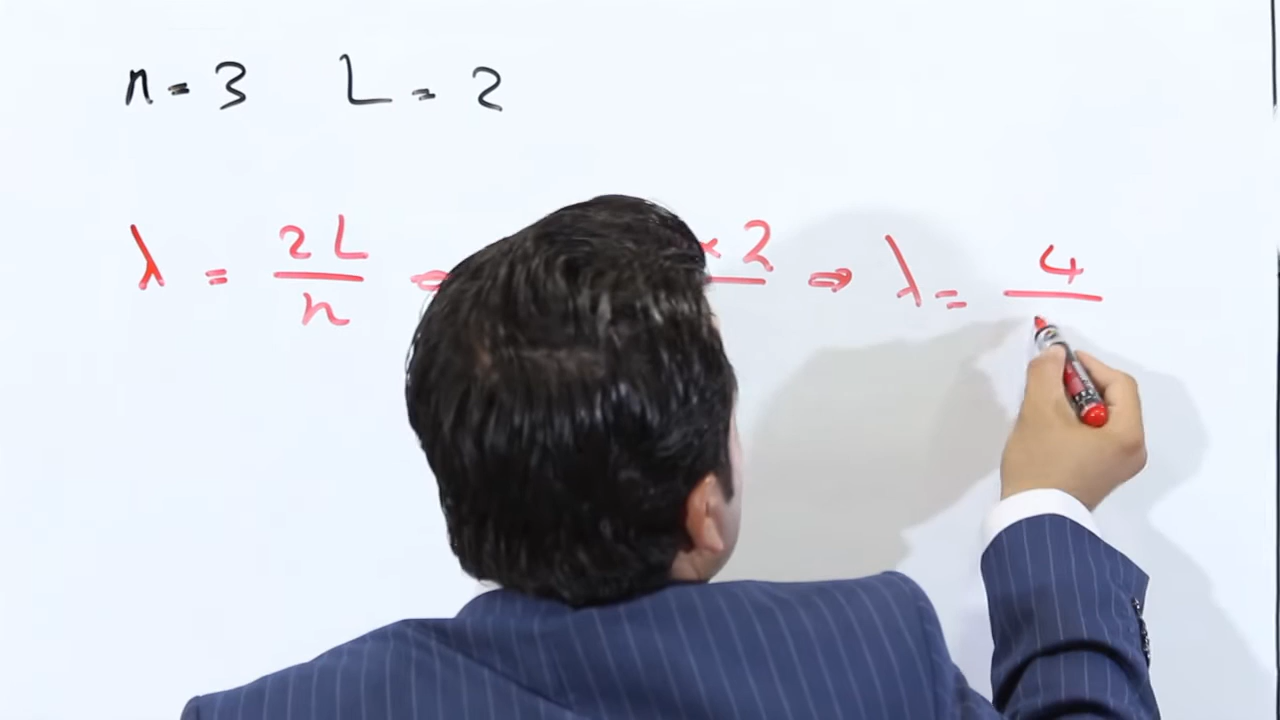 n = 3 L = 2
λ = 2L/n ⇒ × 2/ ⇒ λ = 4/